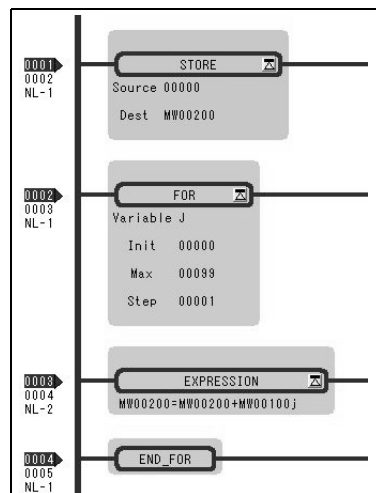 0001
0002
NL-1
STORE
Source 00000
Dest MW00200
0002
0003
NL-1
FOR
Variable J
Init 00000
Max 00099
Step 00001
0003
0004
NL-2
EXPRESSION
MW00200=MW00200+MW00100j
0004
0005
NL-1
END_FOR